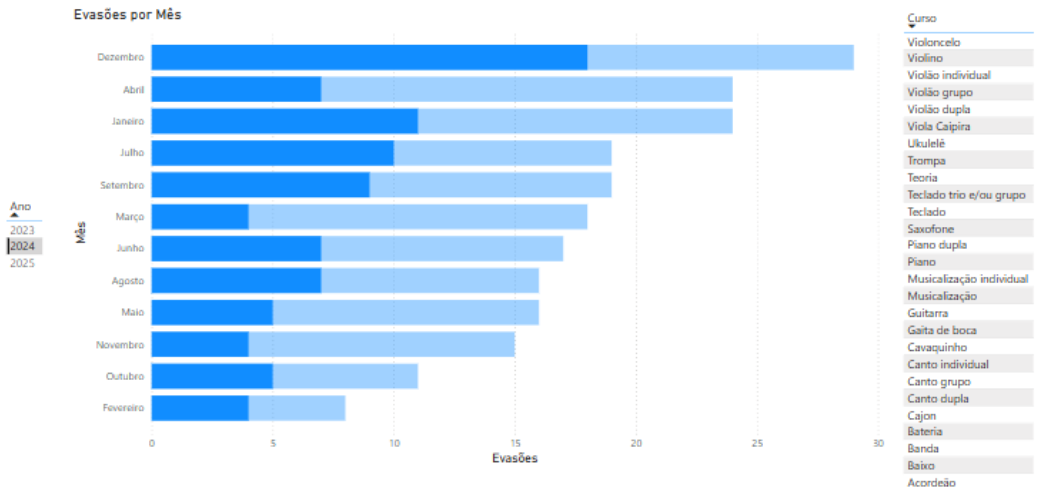 Evasões por Mês
Ano
2023
2024
2025
Mês
Dezembro
Abril
Janeiro
Julho
Setembro
Março
Junho
Agosto
Maio
Novembro
Outubro
Fevereiro
0 5 10 15 20 25 30
Evasões
Curso
Violoncelo
Violino
Violão individual
Violão grupo
Violão dupla
Viola Caipira
Ukulelê
Trompa
Teoria
Teclado trio e/ou grupo
Teclado
Saxofone
Piano dupla
Piano
Musicalização individual
Musicalização
Guitarra
Gaita de boca
Cavaquinho
Canto individual
Canto grupo
Canto dupla
Cajon
Bateria
Banda
Baixo
Acordeão